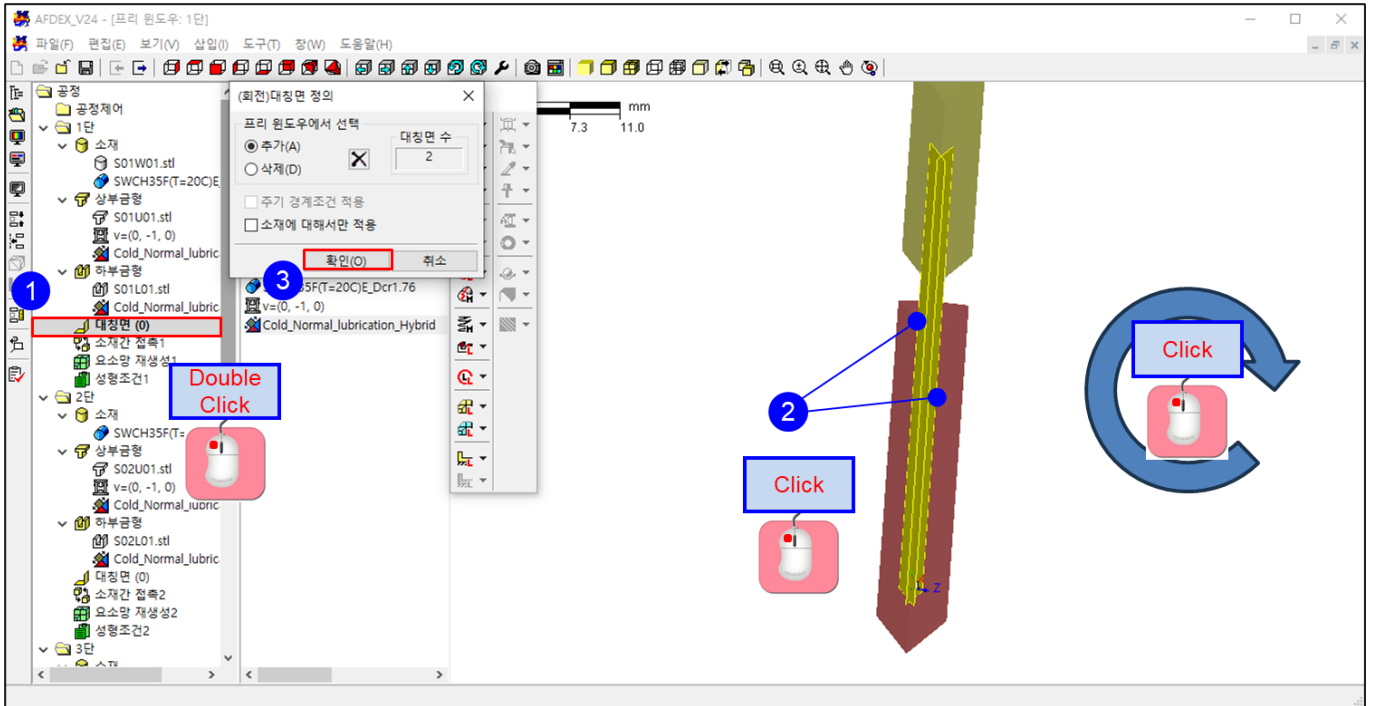 AFDEX_V24 - [프리 윈도우: 1단]
파일(F) 편집(E) 보기(V) 삽입(I) 도구(T) 창(W) 도움말(H)
공정
공정제어
1단
소재
S01W01.stl
SWCH35F(T=20C)E_
상부금형
S01U01.stl
v=(0, -1, 0)
Cold_Normal_lubric
하부금형
S01L01.stl
Cold_Normal_lubric
대칭면 (0)
소재간 접촉1
요소망 재생성1
성형조건1
2단
소재
SWCH35F(T=
상부금형
S02U01.stl
v=(0, -1, 0)
Cold_Normal_lubric
하부금형
S02L01.stl
Cold_Normal_lubric
대칭면 (0)
소재간 접촉2
요소망 재생성2
성형조건2
3단
소재
1
Double
Click
(회전)대칭면 정의
프리 윈도우에서 선택
추가(A)
삭제(D)
대칭면 수
2
주기 경계조건 적용
소재에 대해서만 적용
확인(O) 취소
3
35F(T=20C)E_Dcr1.76
v=(0, -1, 0)
Cold_Normal_lubrication_Hybrid
mm
7.3 11.0
2
Click
Click
Z